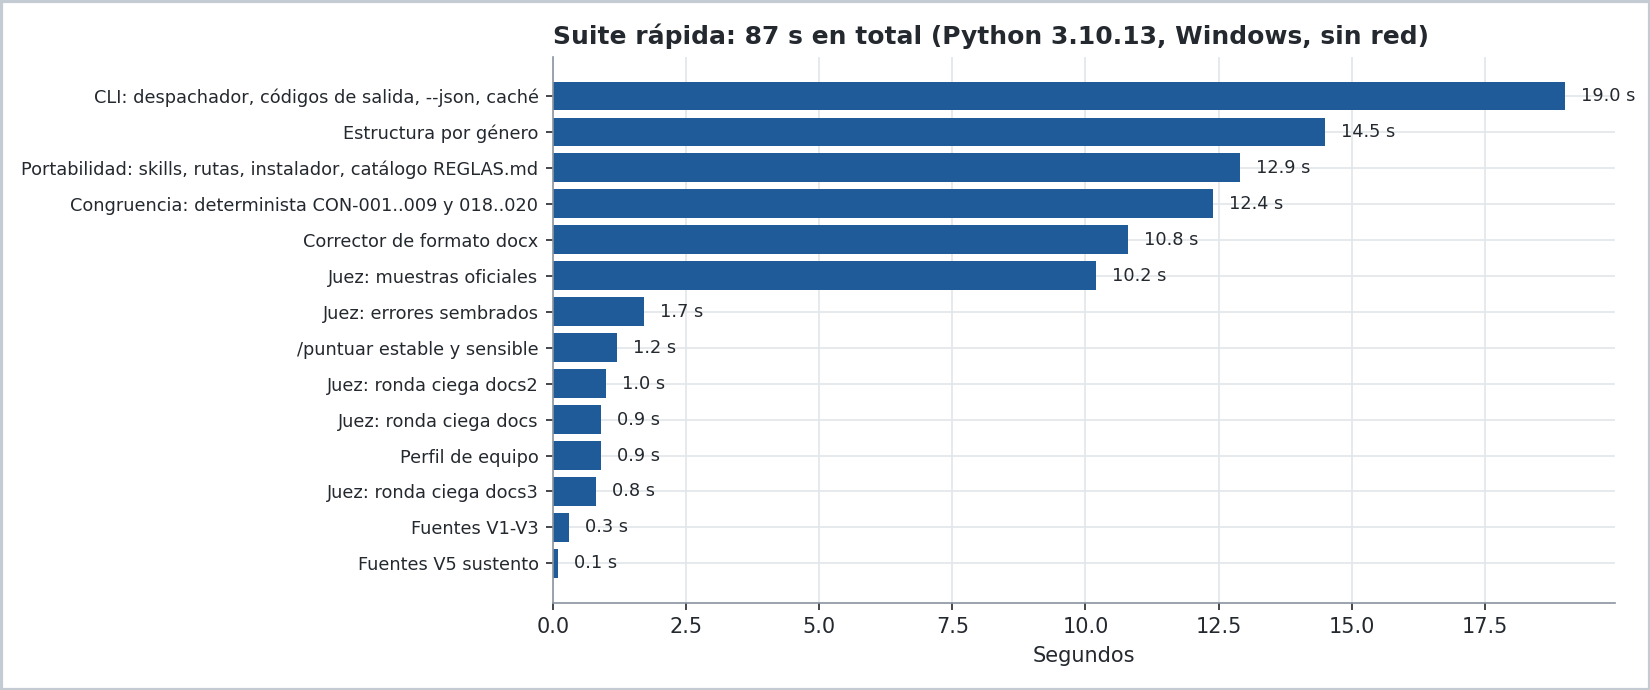 Suite rápida: 87 s en total (Python 3.10.13, Windows, sin red)
CLI: despachador, códigos de salida, --json, caché 19.0 s
Estructura por género 14.5 s
Portabilidad: skills, rutas, instalador, catálogo REGLAS.md 12.9 s
Congruencia: determinista CON-001..009 y 018..020 12.4 s
Corrector de formato docx 10.8 s
Juez: muestras oficiales 10.2 s
Juez: errores sembrados 1.7 s
/puntuar estable y sensible 1.2 s
Juez: ronda ciega docs2 1.0 s
Juez: ronda ciega docs 0.9 s
Perfil de equipo 0.9 s
Juez: ronda ciega docs3 0.8 s
Fuentes V1-V3 0.3 s
Fuentes V5 sustento 0.1 s
0.0 2.5 5.0 7.5 10.0 12.5 15.0 17.5
Segundos